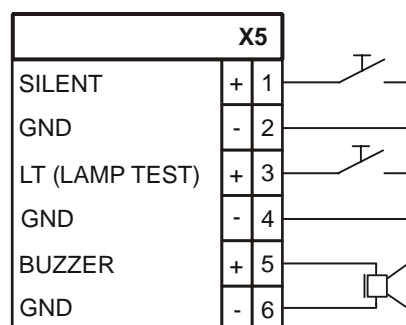 X5
SILENT + 1
GND - 2
LT (LAMP TEST) + 3
GND - 4
BUZZER + 5
GND - 6